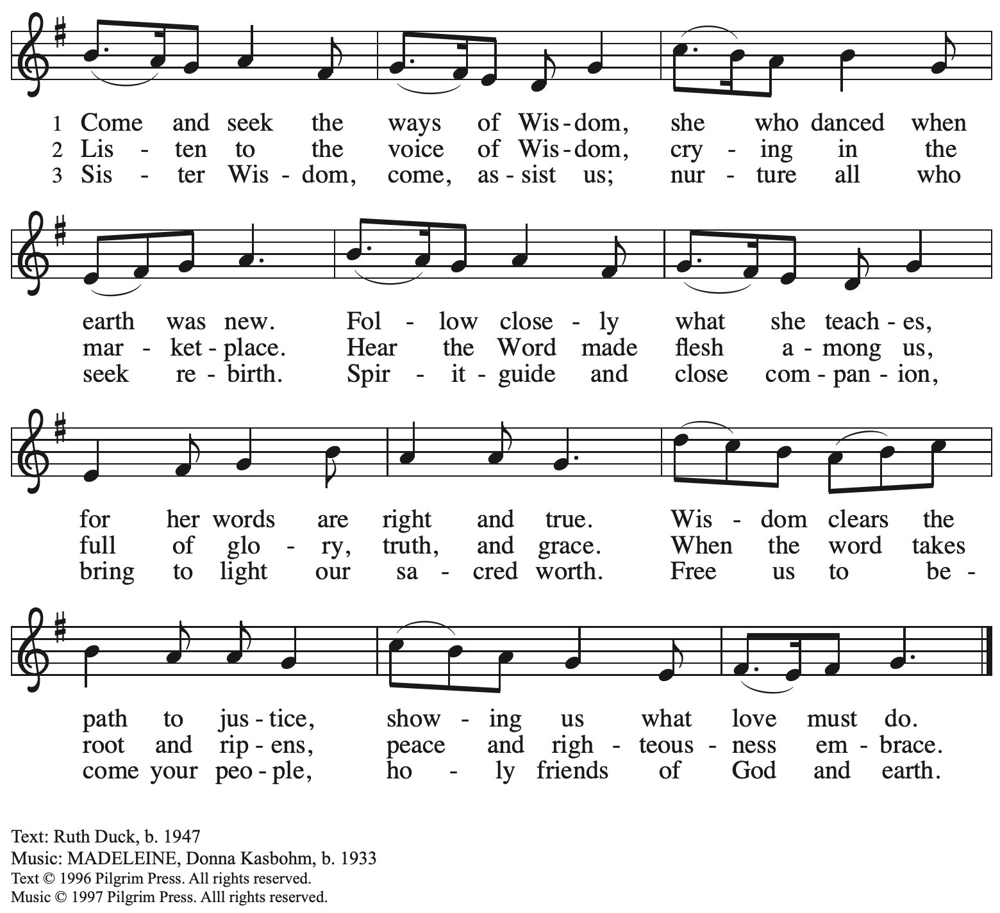 1 Come and seek the ways of Wis - dom, she who danced when
2 Lis - ten to the voice of Wis - dom, cry - ing in the
3 Sis - ter Wis - dom, come, as - sist us; nur - ture all who
earth was new. Fol - low close - ly what she teach - es,
mar - ket - place. Hear the Word made flesh a - mong us,
seek re - birth. Spir - it - guide and close com - pan - ion,
for her words are right and true. Wis - dom clears the
full of glo - ry, truth, and grace. When the word takes
bring to light our sa - cred worth. Free us to be -
path to jus - tice, show - ing us what love must do.
root and rip - ens, peace and righ - teous - ness em - brace.
come your peo - ple, ho - ly friends of God and earth.
Text: Ruth Duck, b. 1947
Music: MADELEINE, Donna Kasbohm, b. 1933
Text © 1996 Pilgrim Press. All rights reserved.
Music © 1997 Pilgrim Press. Alll rights reserved.